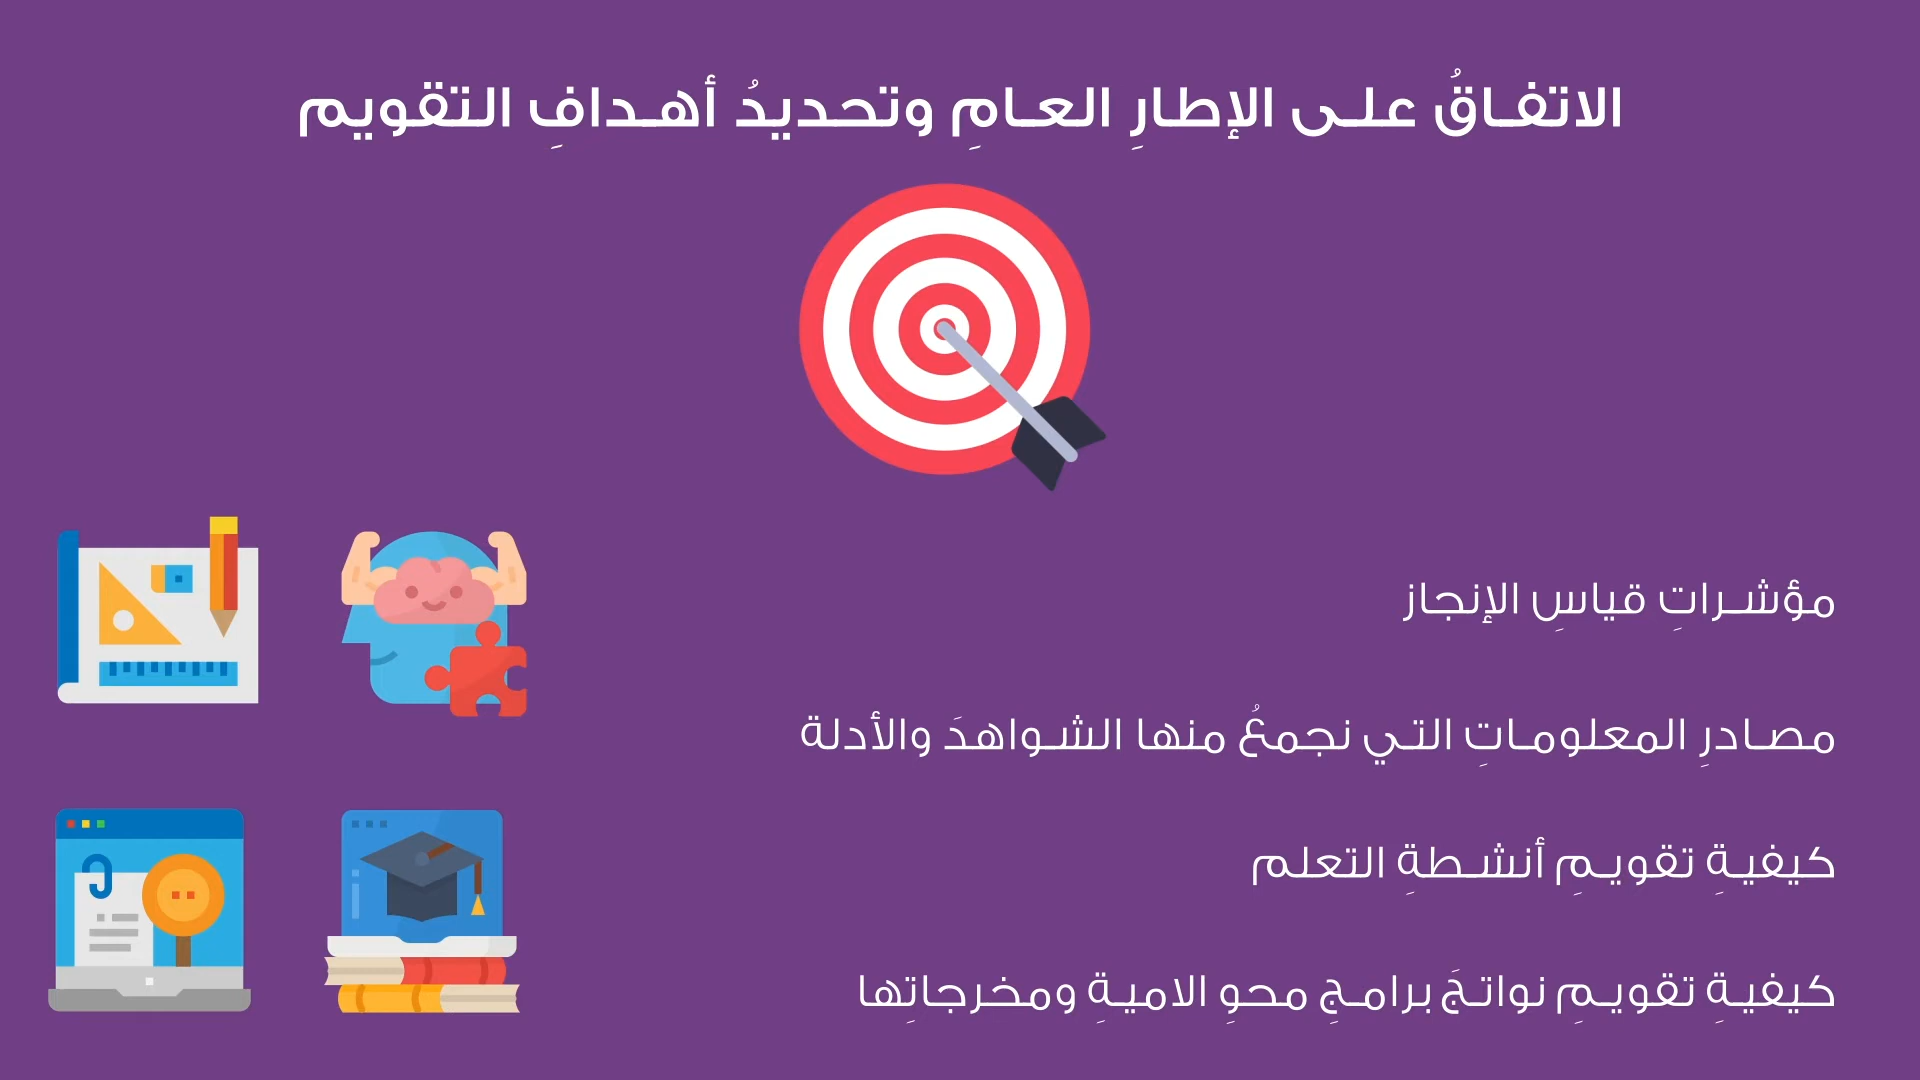 الاتفاقُ على الإطارِ العامِ وتحديدُ أهدافِ التقويم
مؤشراتِ قياسِ الإنجاز
مصادرِ المعلوماتِ التي نجمعُ منها الشواهدَ والأدلة
كيفيةِ تقويمِ أنشطةِ التعلم
كيفيةِ تقويمِ نواتجَ برامجِ محوِ الاميةِ ومخرجاتِها